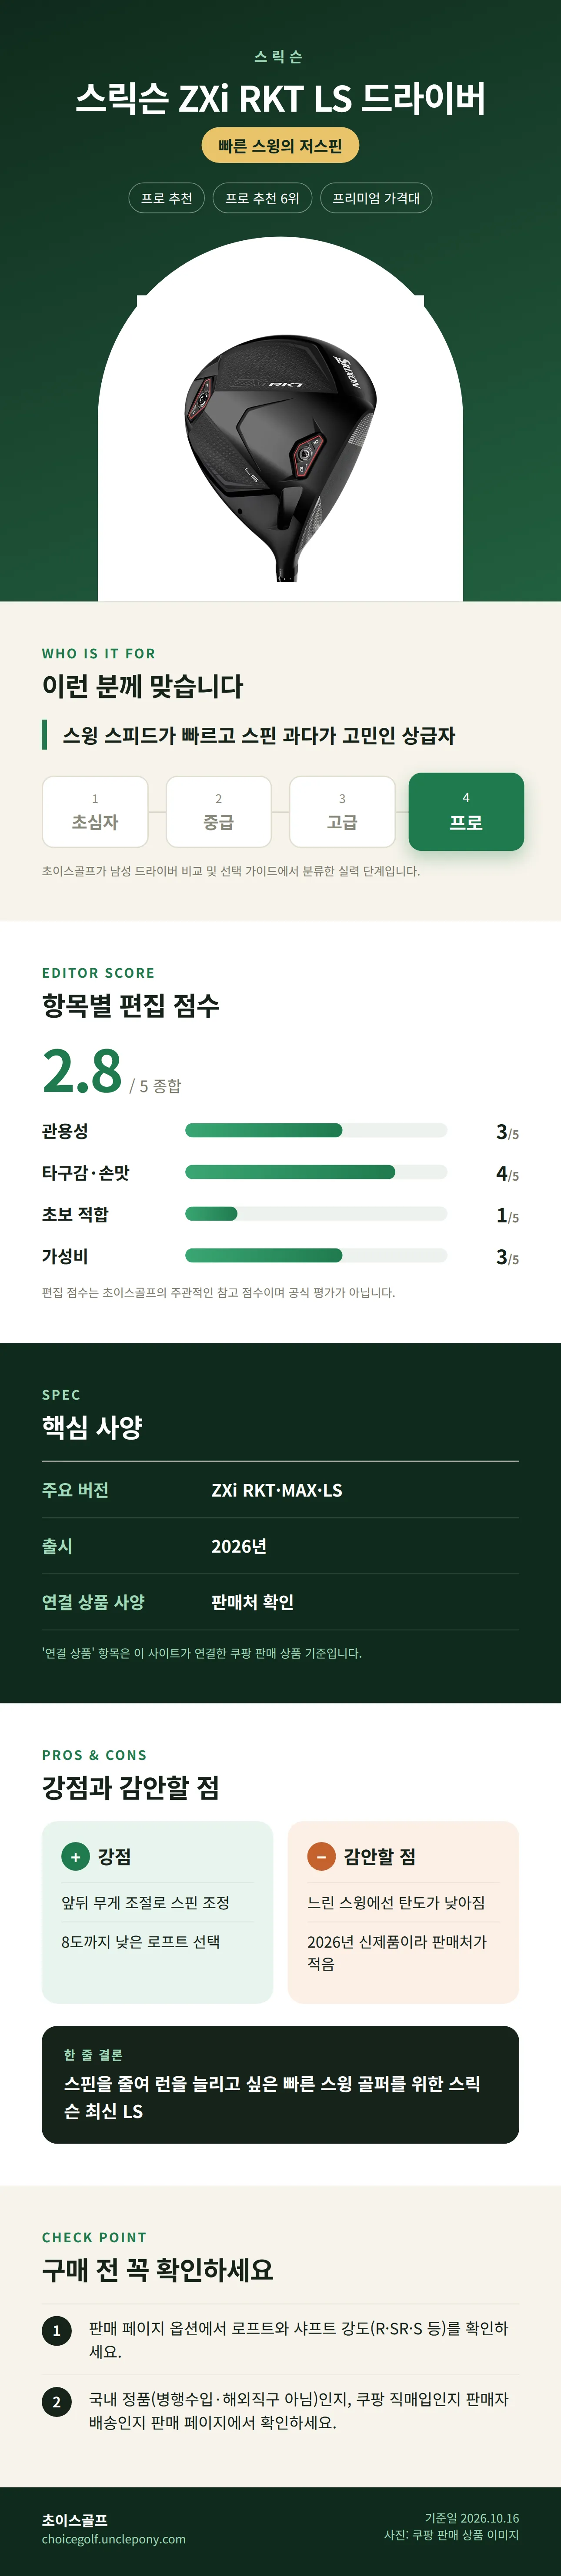 스릭슨
스릭슨 ZXi RKT LS 드라이버
빠른 스윙의 저스핀
프로 추천
프로 추천 6위
프리미엄 가격대
ZXi RKT
SRIXON
LS
WHO IS IT FOR
이런 분께 맞습니다
스윙 스피드가 빠르고 스핀 과다가 고민인 상급자
1
초심자
2
중급
3
고급
4
프로
초이스골프가 남성 드라이버 비교 및 선택 가이드에서 분류한 실력 단계입니다.
EDITOR SCORE
항목별 편집 점수
2.8 / 5 종합
관용성 3/5
타구감·손맛 4/5
초보 적합 1/5
가성비 3/5
편집 점수는 초이스골프의 주관적인 참고 점수이며 공식 평가가 아닙니다.
SPEC
핵심 사양
주요 버전 ZXi RKT·MAX·LS
출시 2026년
연결 상품 사양 판매처 확인
'연결 상품' 항목은 이 사이트가 연결한 쿠팡 판매 상품 기준입니다.
PROS & CONS
강점과 감안할 점
+ 강점
앞뒤 무게 조절로 스핀 조정
8도까지 낮은 로프트 선택
− 감안할 점
느린 스윙에선 탄도가 낮아짐
2026년 신제품이라 판매처가
적음
한 줄 결론
스핀을 줄여 런을 늘리고 싶은 빠른 스윙 골퍼를 위한 스릭
슨 최신 LS
CHECK POINT
구매 전 꼭 확인하세요
1 판매 페이지 옵션에서 로프트와 샤프트 강도(R·SR·S 등)를 확인하
세요.
2 국내 정품(병행수입·해외직구 아님)인지, 쿠팡 직매입인지 판매자
배송인지 판매 페이지에서 확인하세요.
초이스골프
choicegolf.unclepony.com
기준일 2026.10.16
사진: 쿠팡 판매 상품 이미지